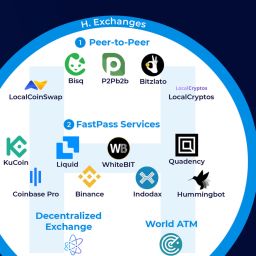 H. Exchanges
1 Peer-to-Peer
Bisq
P2Pb2b
Bitzlato
LocalCoinSwap
LocalCryptos
LocalCryptos
2 FastPass Services
KuCoin
Liquid
WB
WhiteBIT
Quadency
Coinbase Pro
Binance
Indodax
Hummingbot
Decentralized
Exchange
World ATM